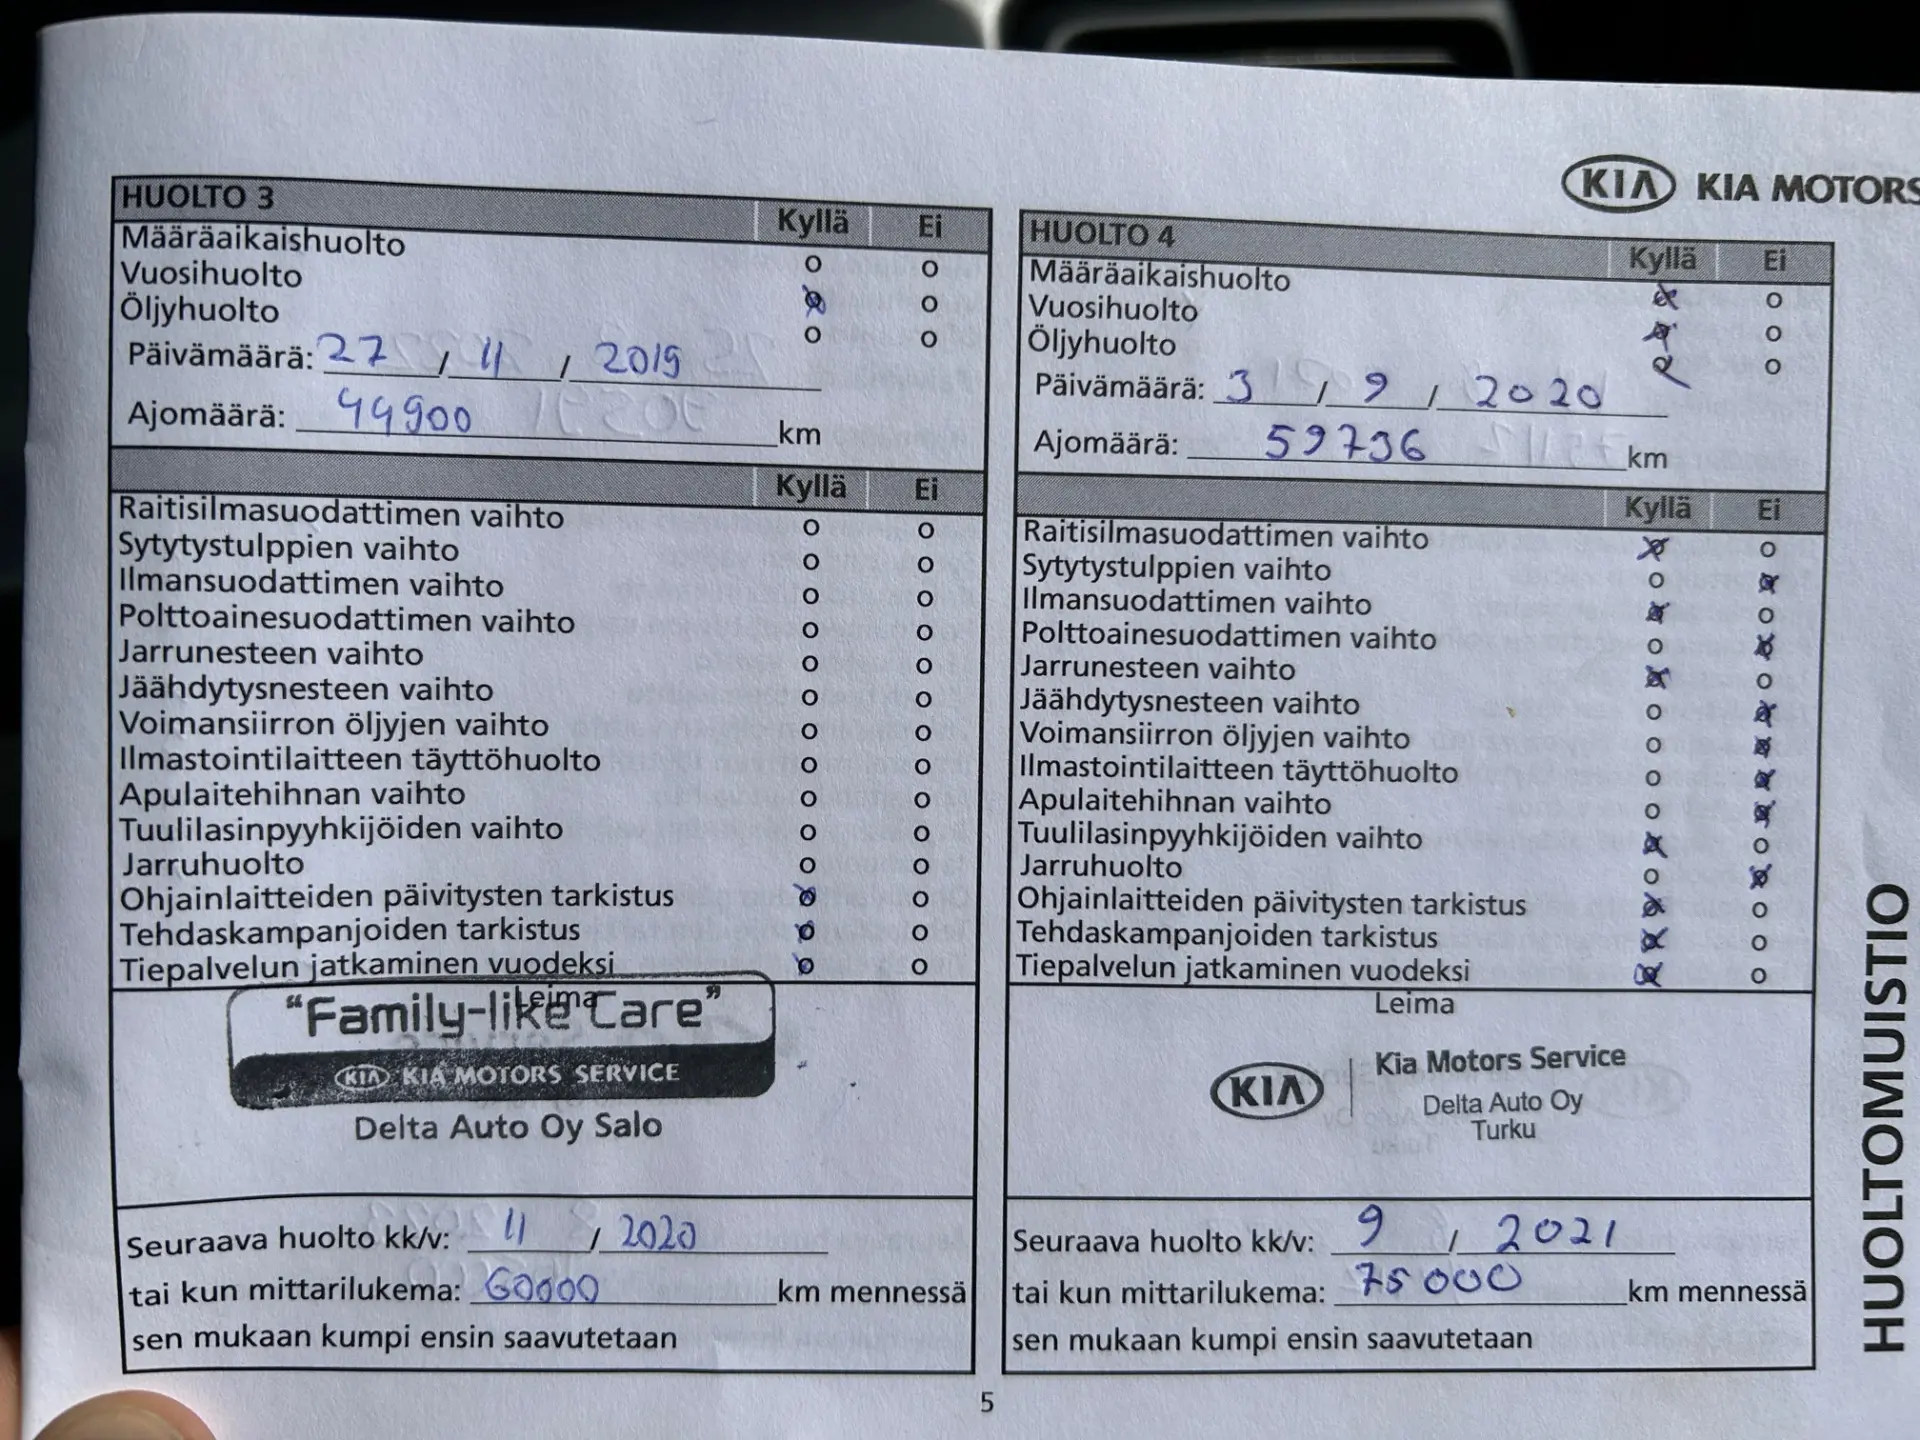 KIA KIA MOTORS
HUOLTO 3
Kyllä Ei
Määräaikaishuolto o o
Vuosihuolto o o
Öljyhuolto o o
Päivämäärä: 27 / 11 / 2019
Ajomäärä: 44900 km
Kyllä Ei
Raitisilmasuodattimen vaihto o o
Sytytystulppien vaihto o o
Ilmansuodattimen vaihto o o
Polttoainesuodattimen vaihto o o
Jarrunesteen vaihto o o
Jäähdytysnesteen vaihto o o
Voimansiirron öljyjen vaihto o o
Ilmastointilaitteen täyttöhuolto o o
Apulaitehihnan vaihto o o
Tuulilasinpyyhkijöiden vaihto o o
Jarruhuolto o o
Ohjainlaitteiden päivitysten tarkistus o o
Tehdaskampanjoiden tarkistus o o
Tiepalvelun jatkaminen vuodeksi o o
Leima
"Family-like Care"
KIA KIA MOTORS SERVICE
Delta Auto Oy Salo
Seuraava huolto kk/v: 11 / 2020
tai kun mittarilukema: 60000 km mennessä
sen mukaan kumpi ensin saavutetaan
HUOLTO 4
Kyllä Ei
Määräaikaishuolto o o
Vuosihuolto o o
Öljyhuolto o o
Päivämäärä: 3 / 9 / 2020
Ajomäärä: 59736 km
Kyllä Ei
Raitisilmasuodattimen vaihto o o
Sytytystulppien vaihto o o
Ilmansuodattimen vaihto o o
Polttoainesuodattimen vaihto o o
Jarrunesteen vaihto o o
Jäähdytysnesteen vaihto o o
Voimansiirron öljyjen vaihto o o
Ilmastointilaitteen täyttöhuolto o o
Apulaitehihnan vaihto o o
Tuulilasinpyyhkijöiden vaihto o o
Jarruhuolto o o
Ohjainlaitteiden päivitysten tarkistus o o
Tehdaskampanjoiden tarkistus o o
Tiepalvelun jatkaminen vuodeksi o o
Leima
KIA Kia Motors Service
Delta Auto Oy
Turku
Seuraava huolto kk/v: 9 / 2021
tai kun mittarilukema: 75000 km mennessä
sen mukaan kumpi ensin saavutetaan
HUOLTOMUISTIO
5